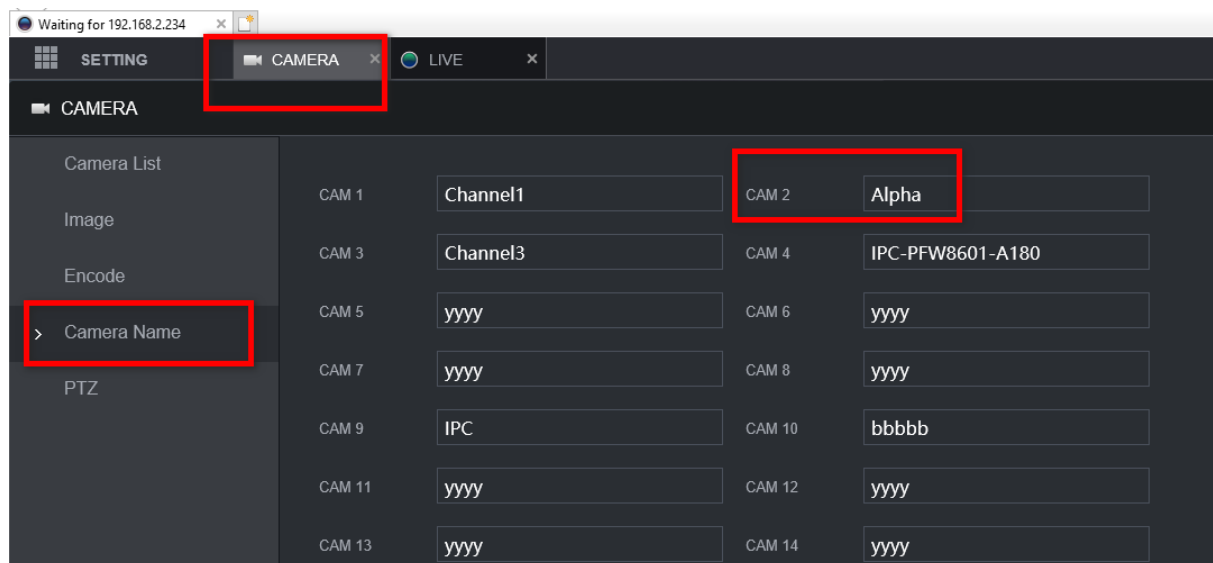 Waiting for 192.168.2.234
SETTING CAMERA LIVE
CAMERA
Camera List
Image
Encode
Camera Name
PTZ
CAM 1 Channel1 CAM 2 Alpha
CAM 3 Channel3 CAM 4 IPC-PFW8601-A180
CAM 5 yyyy CAM 6 yyyy
CAM 7 yyyy CAM 8 yyyy
CAM 9 IPC CAM 10 bbbbb
CAM 11 yyyy CAM 12 yyyy
CAM 13 yyyy CAM 14 yyyy